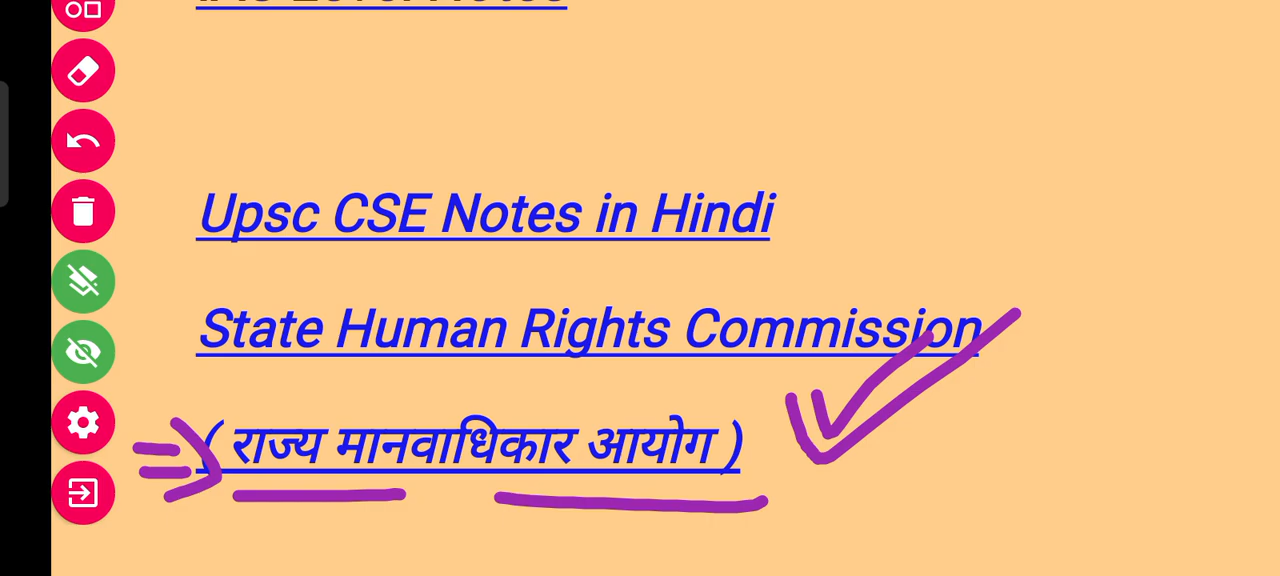 Upsc CSE Notes in Hindi
State Human Rights Commission
( राज्य मानवाधिकार आयोग )